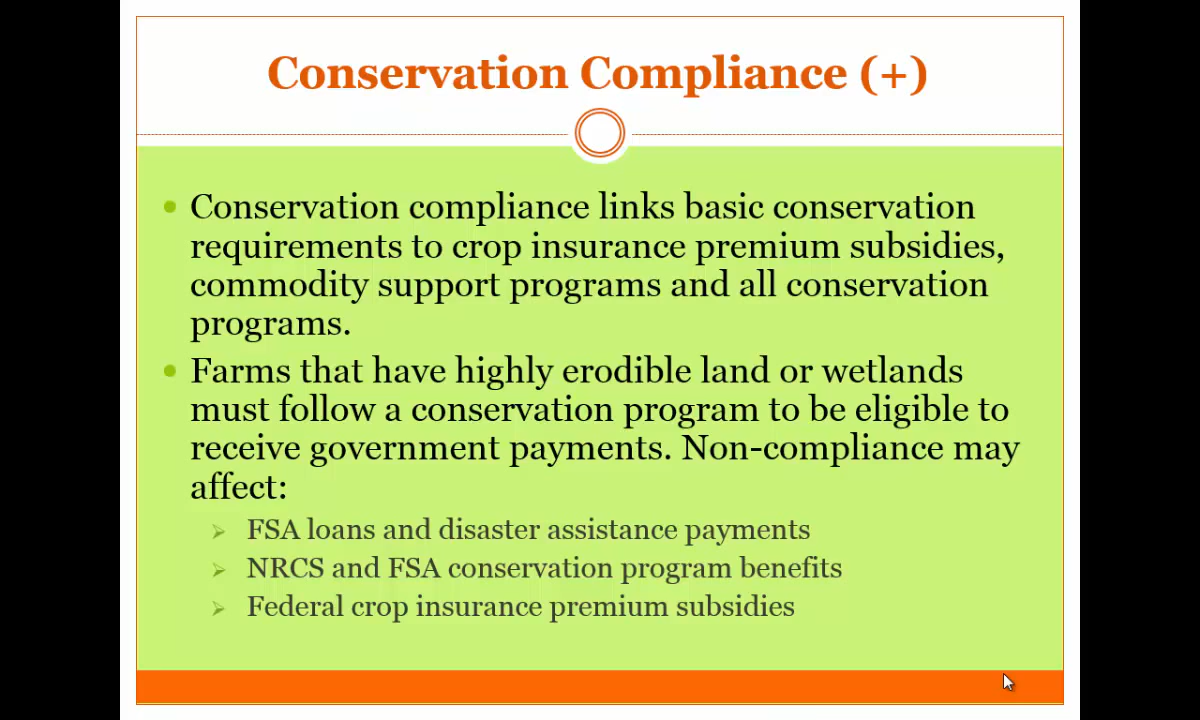 Conservation Compliance (+)
Conservation compliance links basic conservation
requirements to crop insurance premium subsidies,
commodity support programs and all conservation
programs.
Farms that have highly erodible land or wetlands
must follow a conservation program to be eligible to
receive government payments. Non-compliance may
affect:
FSA loans and disaster assistance payments
NRCS and FSA conservation program benefits
Federal crop insurance premium subsidies